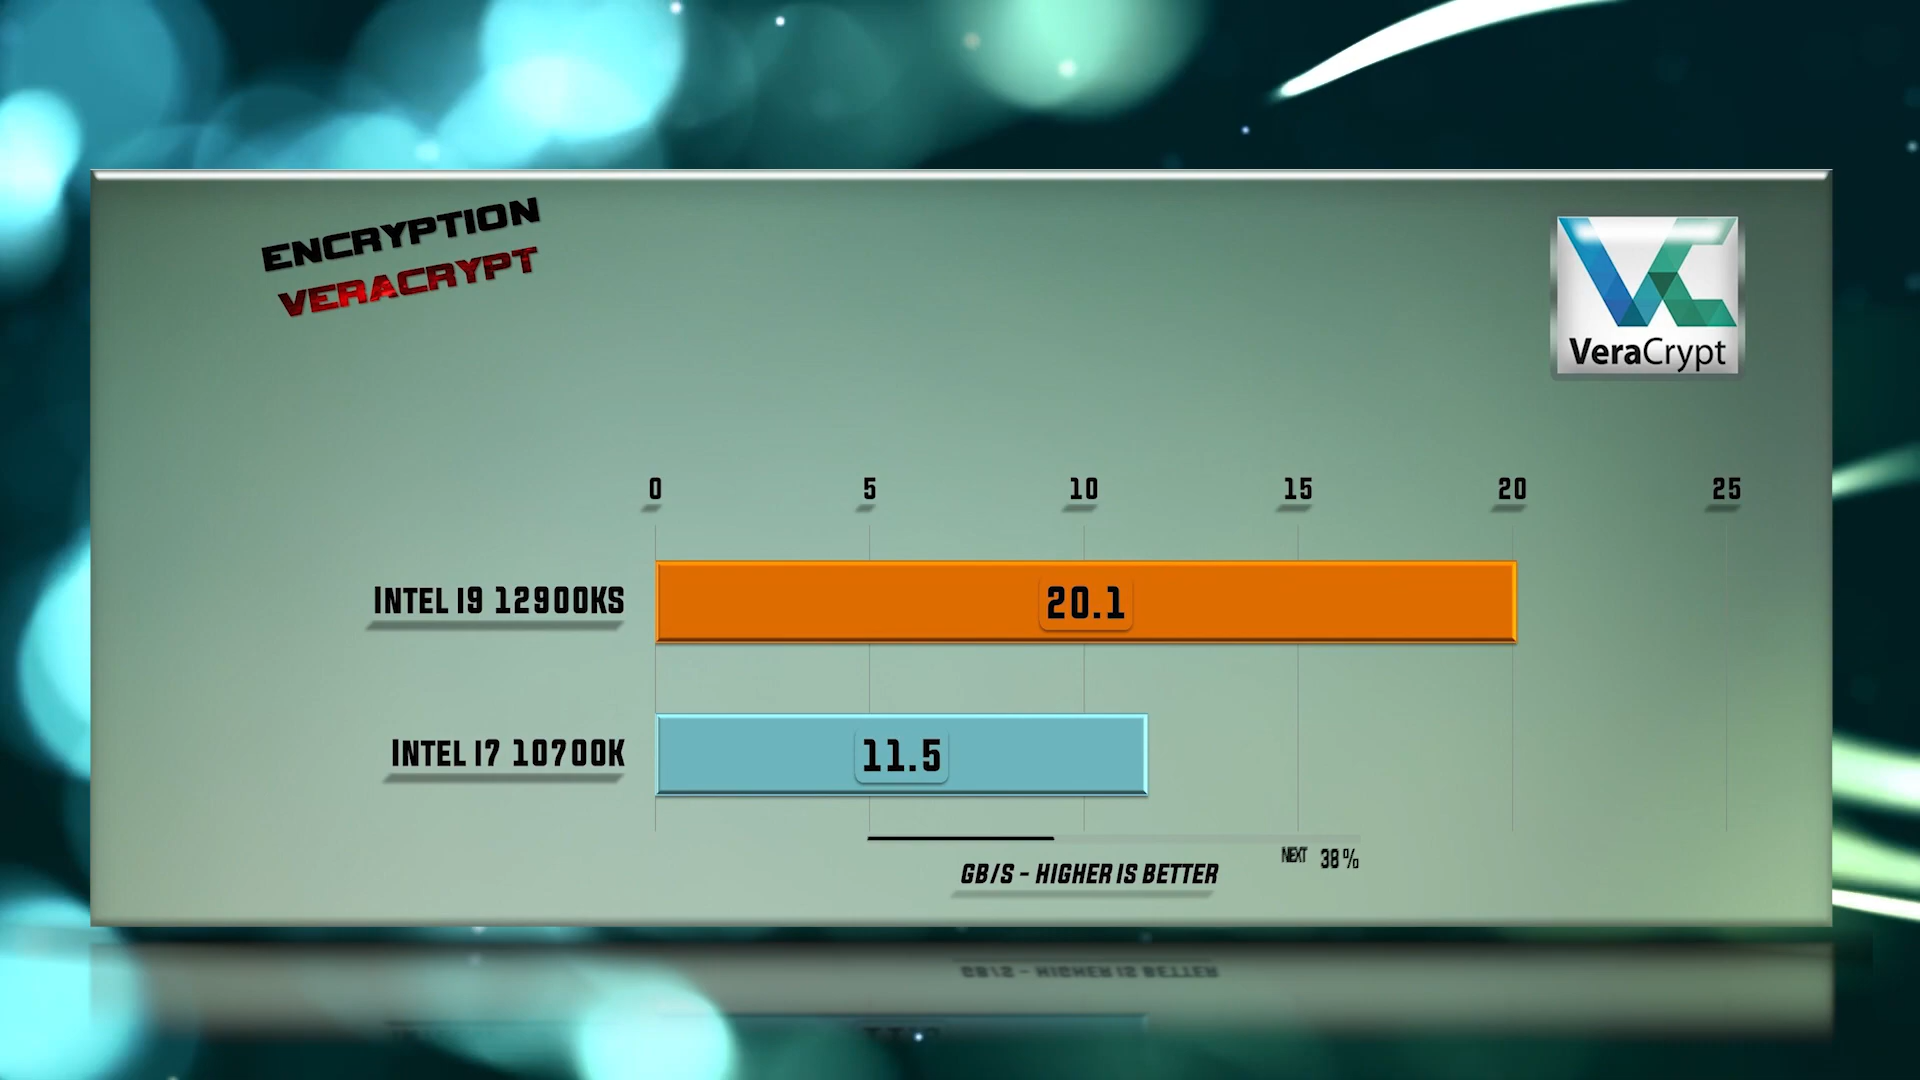 ENCRYPTION
VERACRYPT
VeraCrypt
0 5 10 15 20 25
INTEL I9 12900KS 20.1
INTEL I7 10700K 11.5
NEXT 38%
GB/S - HIGHER IS BETTER